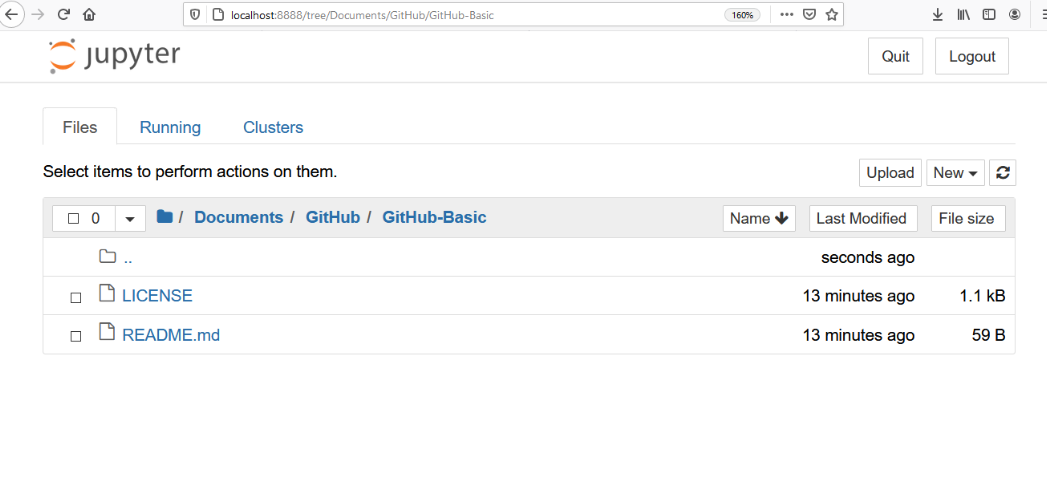 localhost:8888/tree/Documents/GitHub/GitHub-Basic 160%
jupyter Quit Logout
Files Running Clusters
Select items to perform actions on them. Upload New
0 / Documents / GitHub / GitHub-Basic Name Last Modified File size
.. seconds ago
LICENSE 13 minutes ago 1.1 kB
README.md 13 minutes ago 59 B